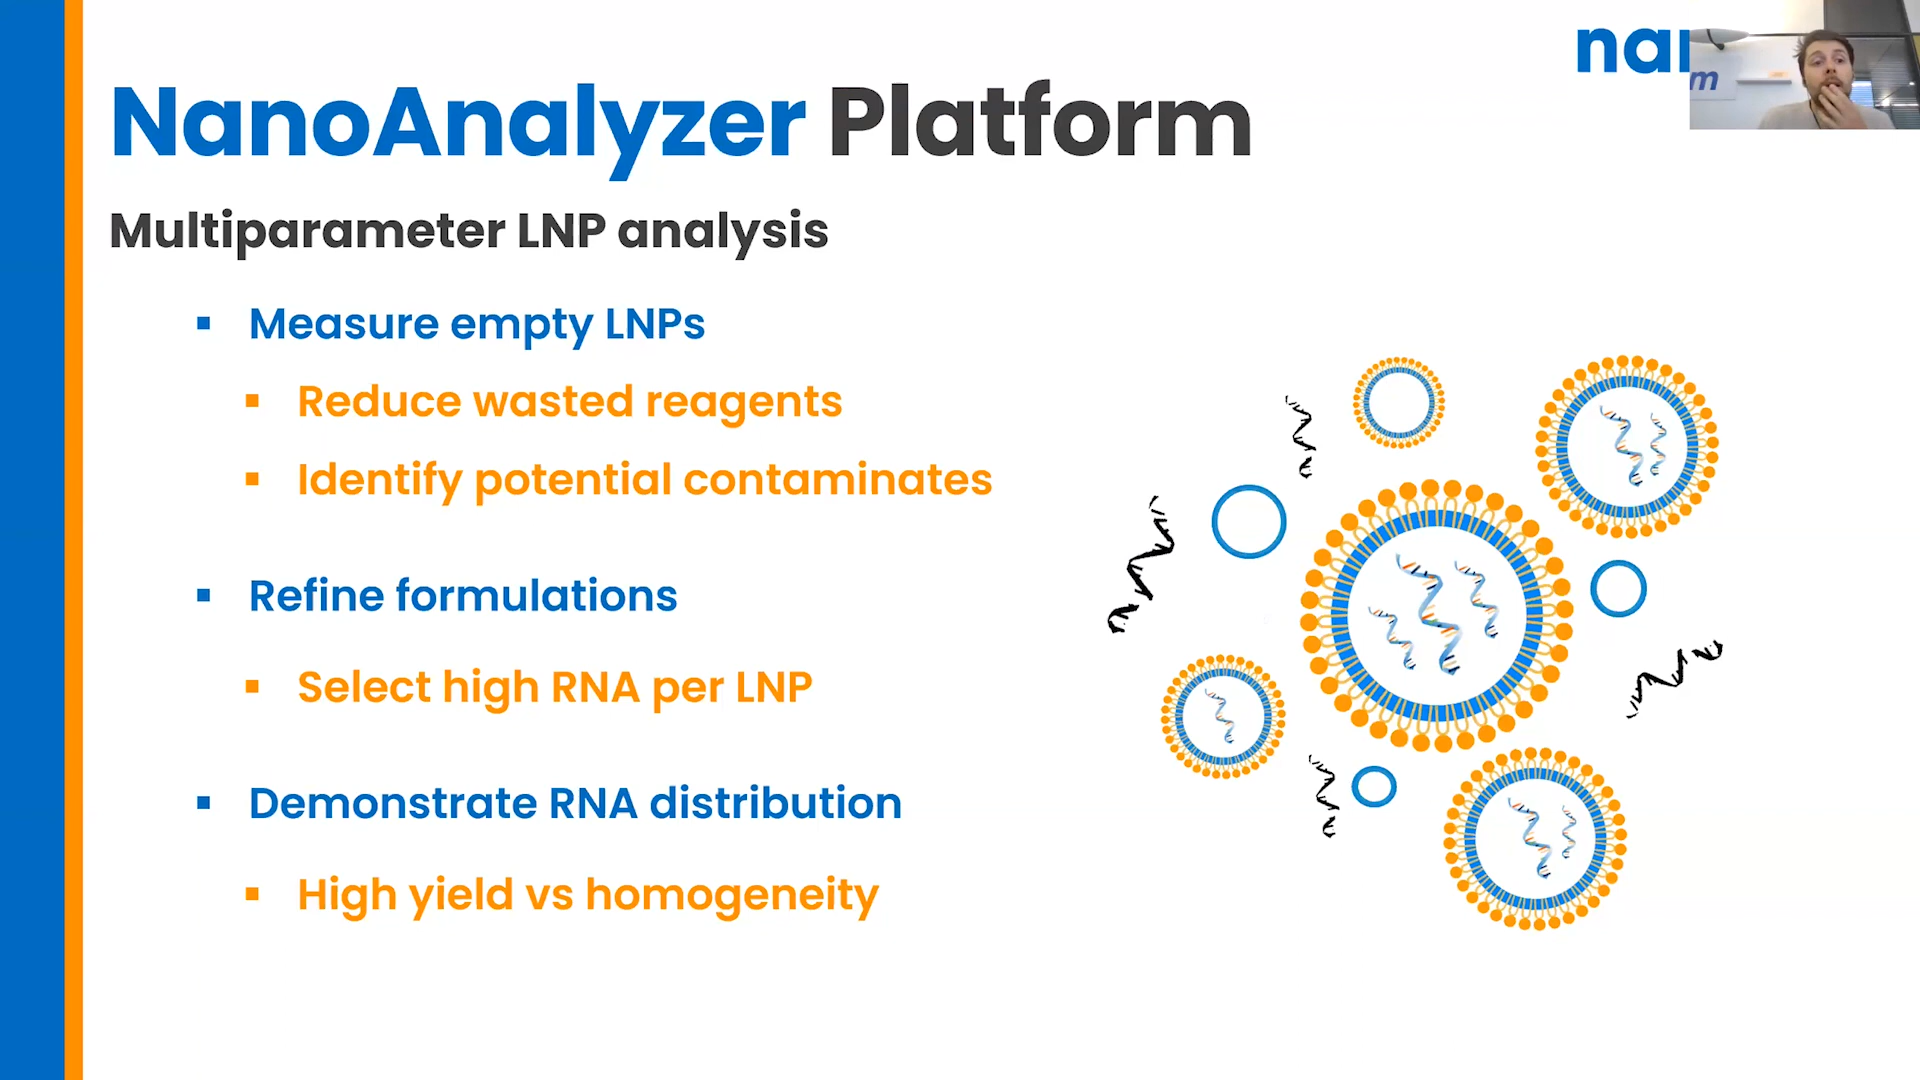 NanoAnalyzer Platform
Multiparameter LNP analysis
Measure empty LNPs
Reduce wasted reagents
Identify potential contaminates
Refine formulations
Select high RNA per LNP
Demonstrate RNA distribution
High yield vs homogeneity